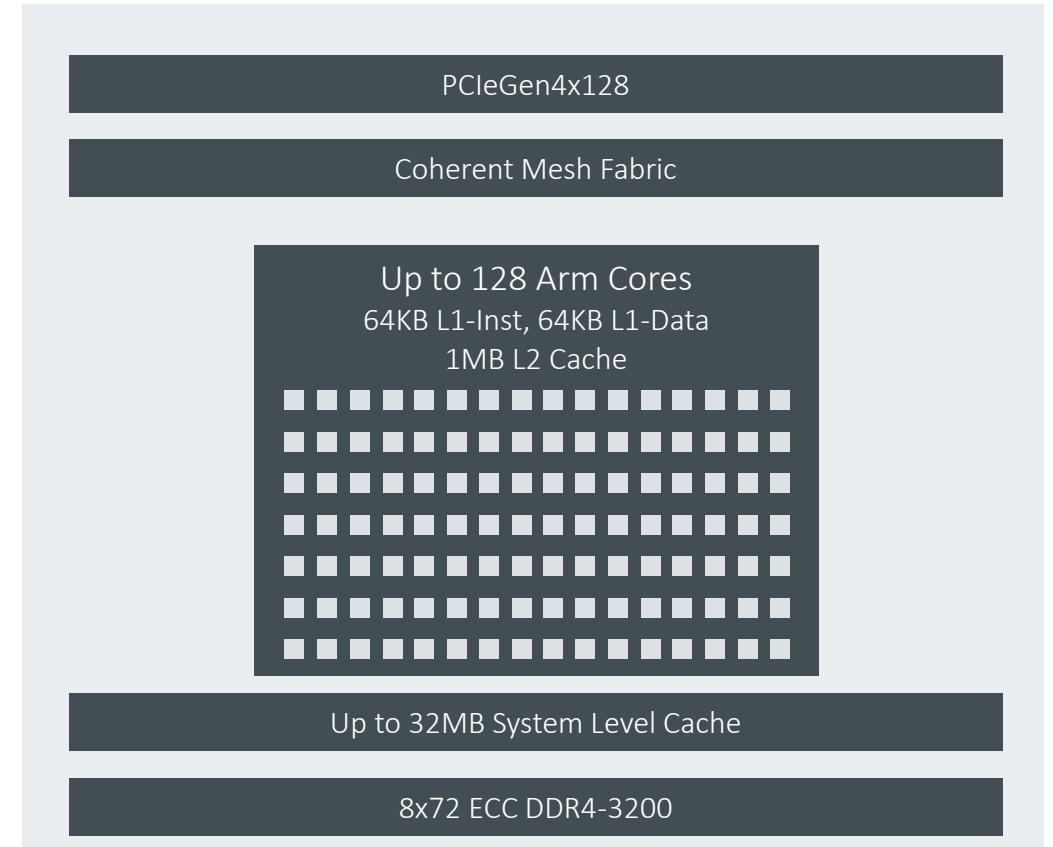 PCIeGen4x128
Coherent Mesh Fabric
Up to 128 Arm Cores
64KB L1-Inst, 64KB L1-Data
1MB L2 Cache
Up to 32MB System Level Cache
8x72 ECC DDR4-3200